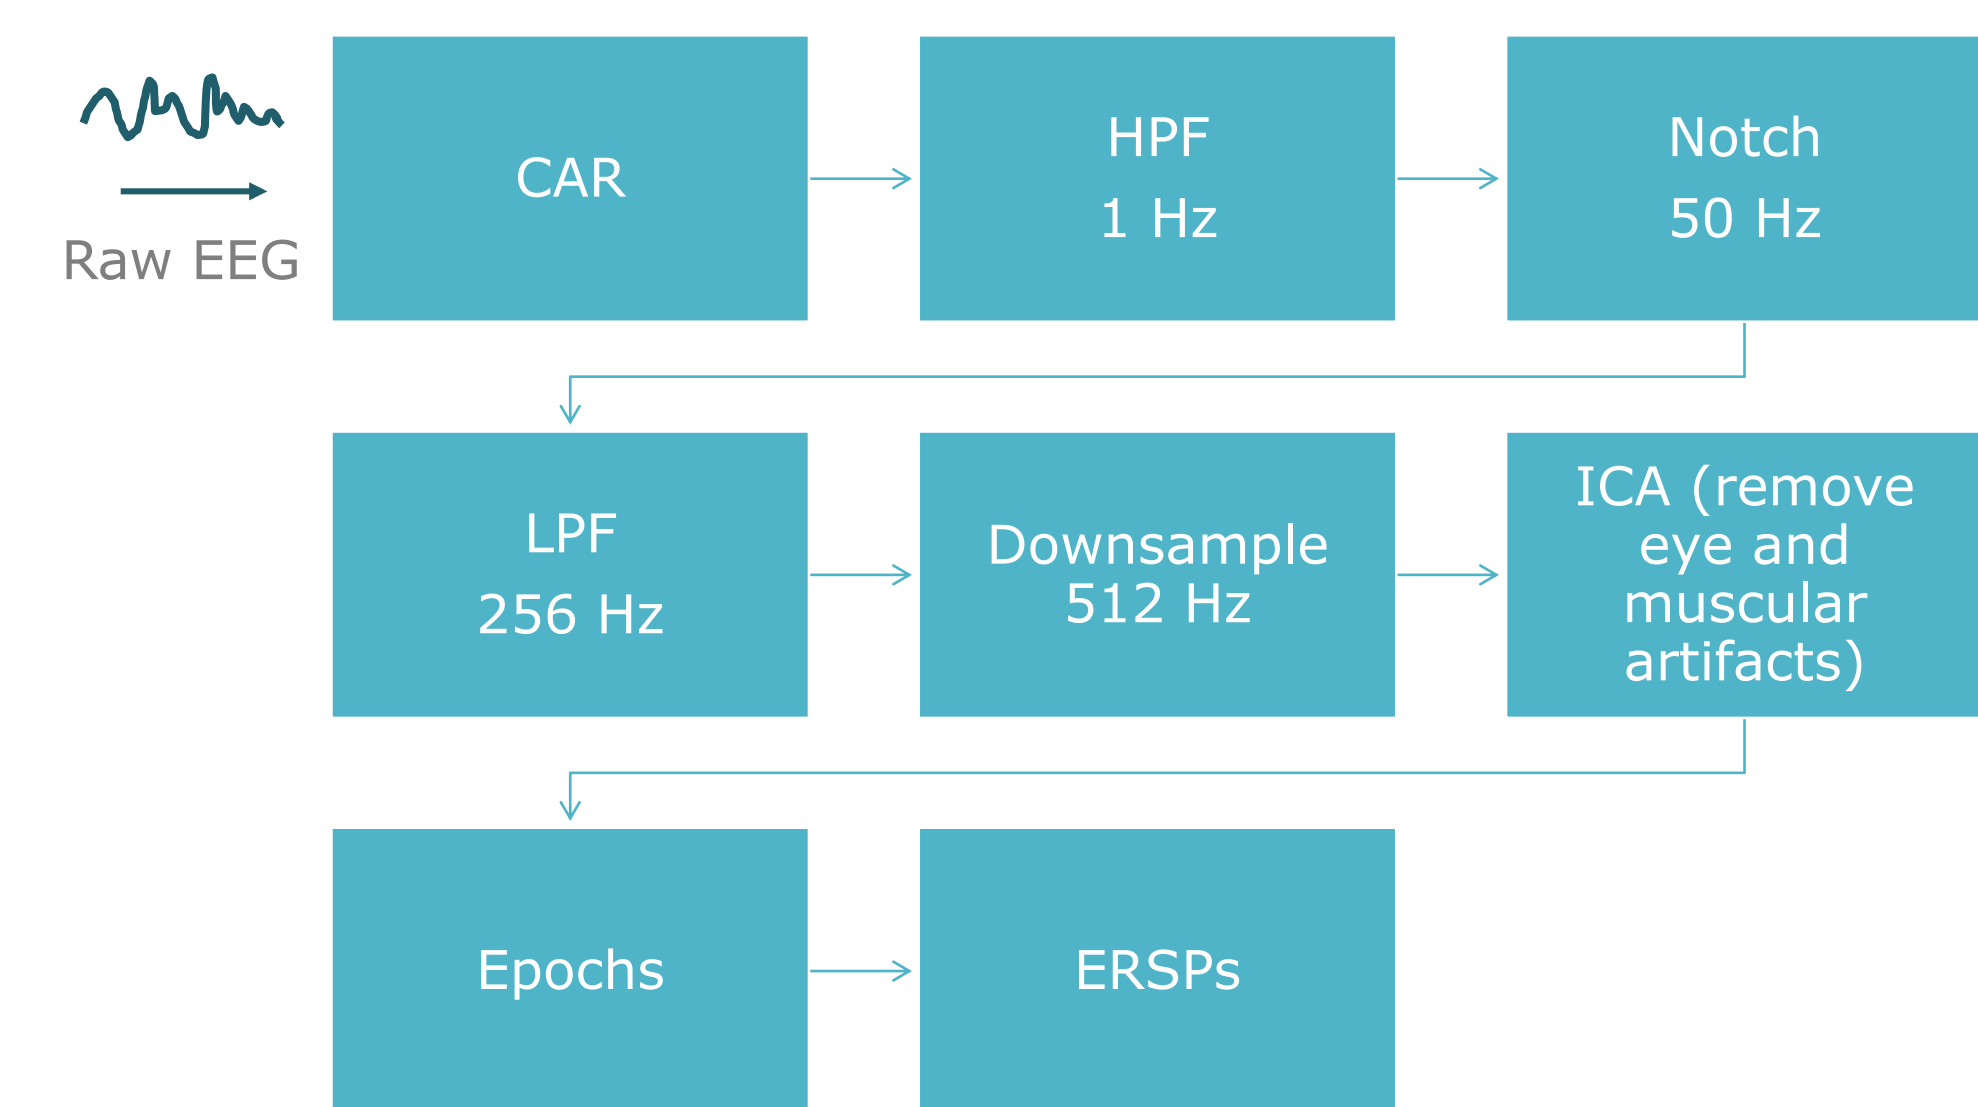 Raw EEG
CAR
HPF
1 Hz
Notch
50 Hz
LPF
256 Hz
Downsample
512 Hz
ICA (remove
eye and
muscular
artifacts)
Epochs
ERSPs